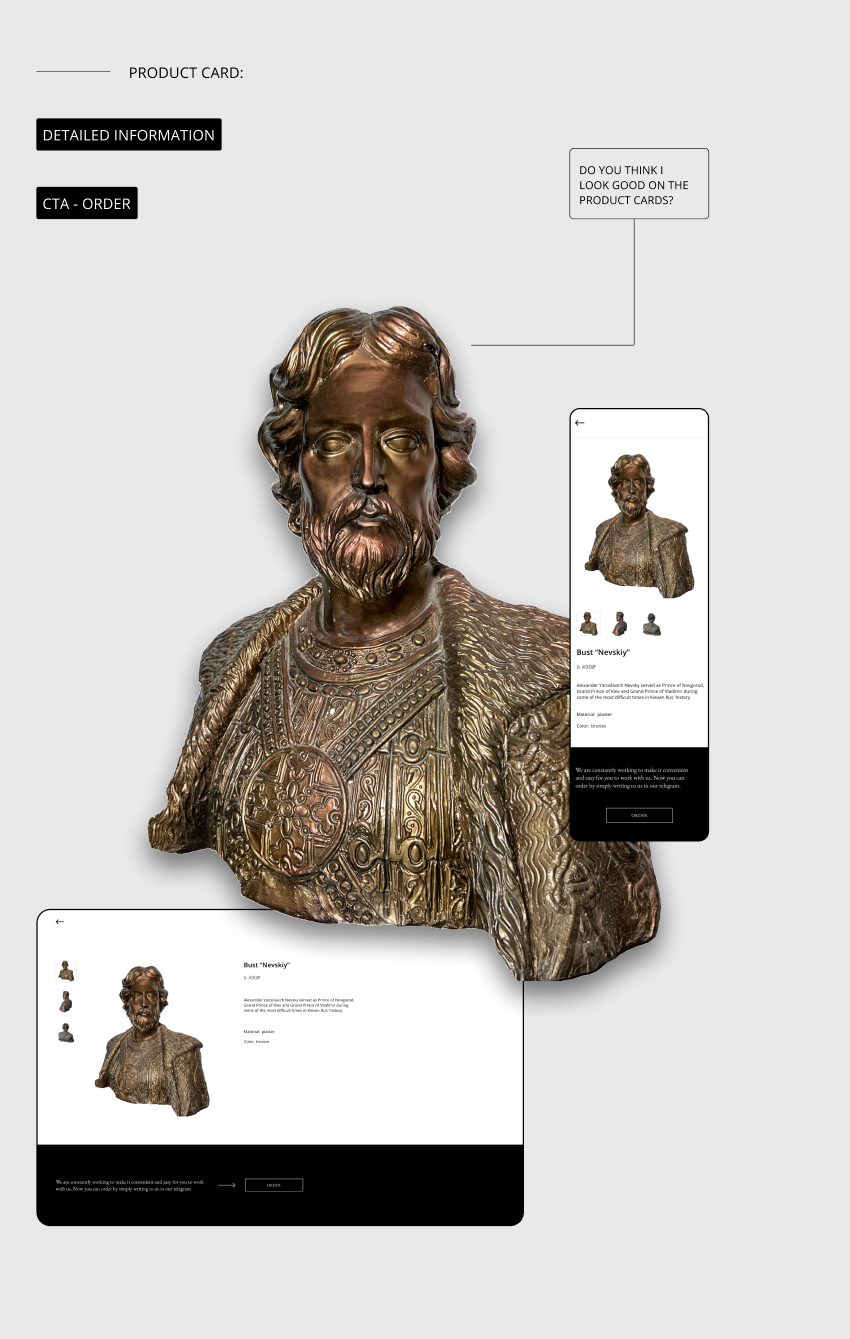 PRODUCT CARD:
DETAILED INFORMATION
CTA - ORDER
DO YOU THINK I
LOOK GOOD ON THE
PRODUCT CARDS?
Bust “Nevskiy”
6 490₽
Alexander Yaroslavich Nevsky served as Prince of Novgorod,
Grand Prince of Kiev and Grand Prince of Vladimir during
some of the most difficult times in Kievan Rus' history
Material: plaster
Color: bronze
We are constantly working to make it convenient
and easy for you to work with us. Now you can
order by simply writing to us in our telegram.
ORDER
Bust “Nevskiy”
6 490₽
Alexander Yaroslavich Nevsky served as Prince of Novgorod,
Grand Prince of Kiev and Grand Prince of Vladimir during
some of the most difficult times in Kievan Rus' history
Material: plaster
Color: bronze
We are constantly working to make it convenient and easy for you to work
with us. Now you can order by simply writing to us in our telegram.
ORDER